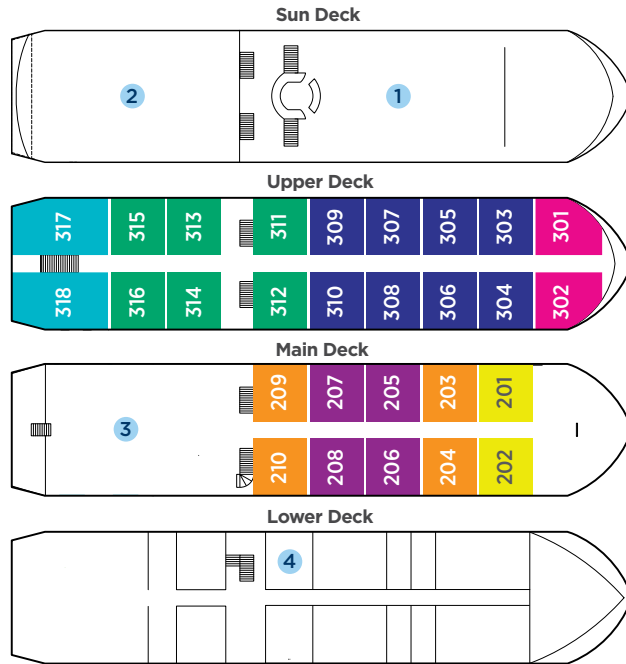 Sun Deck
2 1
Upper Deck
317 315 313 311 309 307 305 303 301
318 316 314 312 310 308 306 304 302
Main Deck
209 207 205 203 201
3
210 208 206 204 202
Lower Deck
4